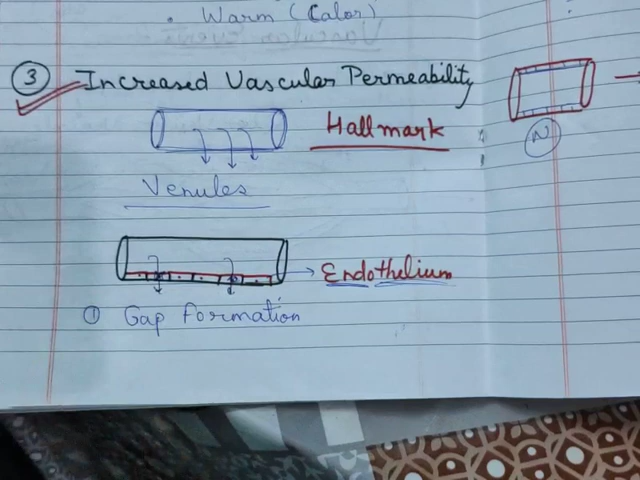 • Warm (Calor)
③ Increased Vascular Permeability
Hallmark
N
Venules
→ Endothelium
① Gap Formation